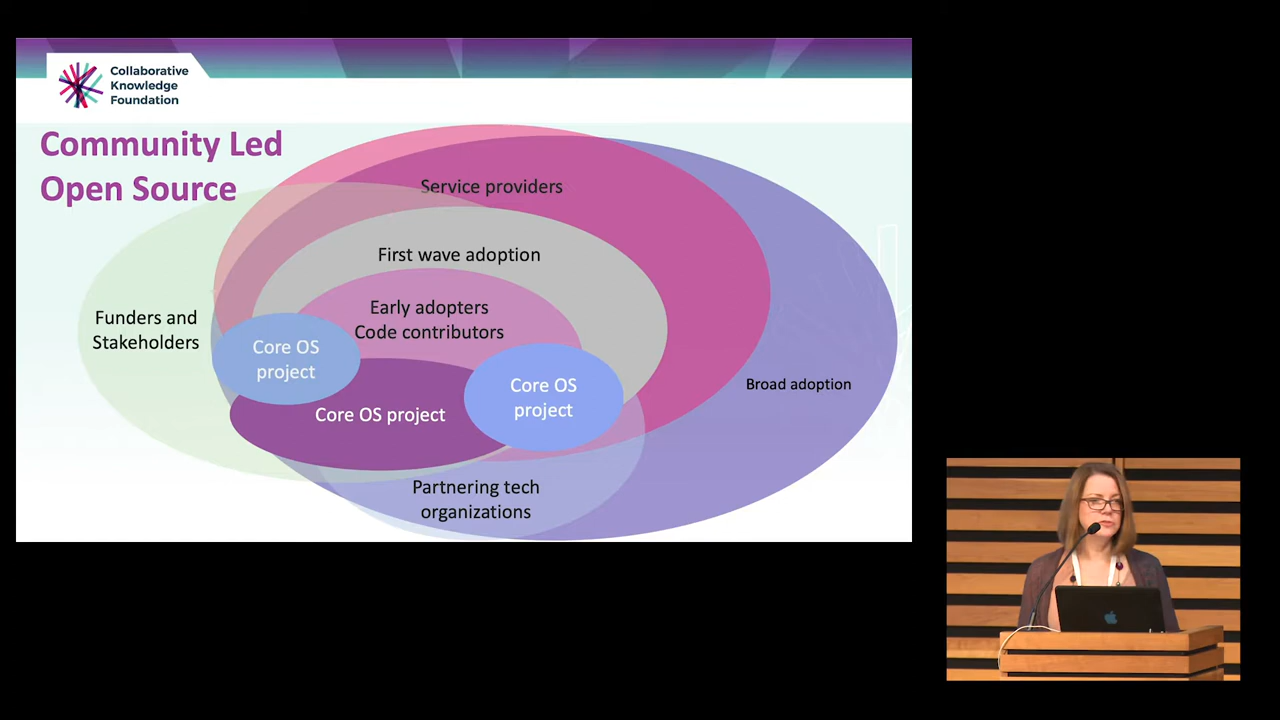 Collaborative
Knowledge
Foundation
Community Led
Open Source
Service providers
First wave adoption
Early adopters
Code contributors
Funders and
Stakeholders
Core OS
project
Core OS project
Core OS
project
Broad adoption
Partnering tech
organizations